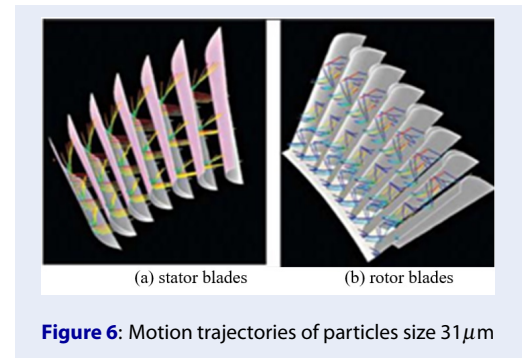 (a) stator blades (b) rotor blades
Figure 6: Motion trajectories of particles size 31μm